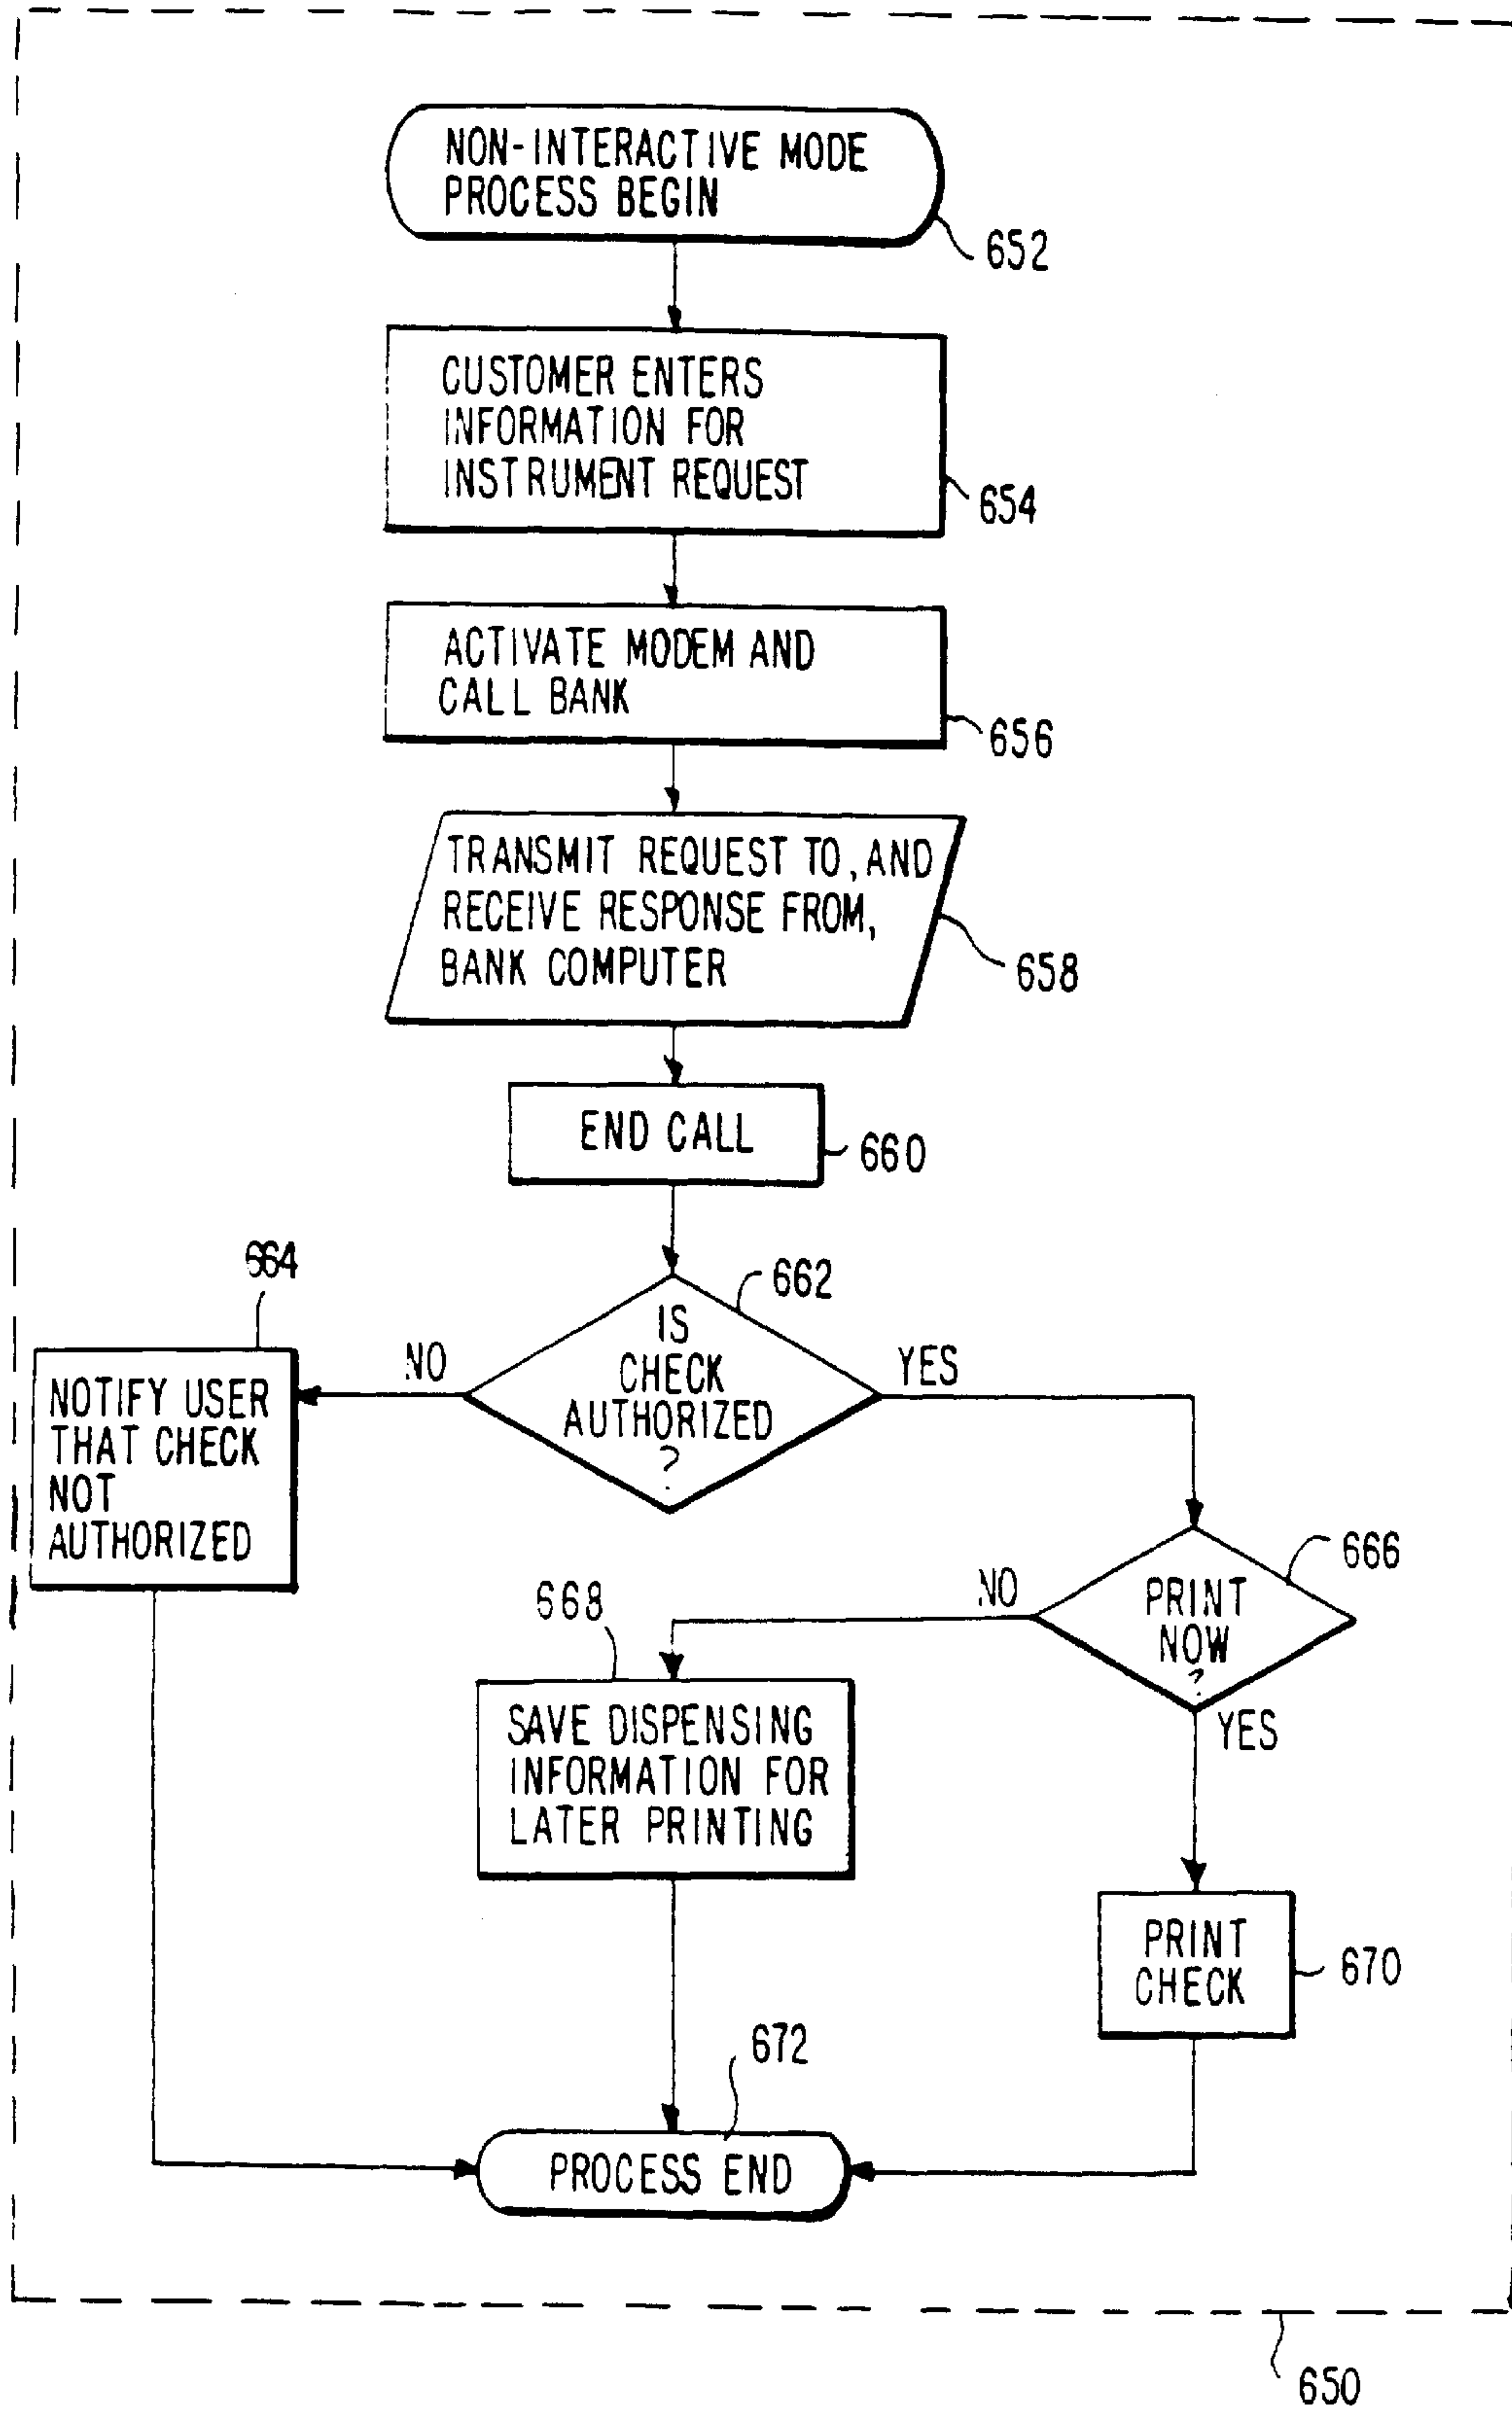 NON-INTERACTIVE MODE
PROCESS BEGIN
652
CUSTOMER ENTERS
INFORMATION FOR
INSTRUMENT REQUEST
654
ACTIVATE MODEM AND
CALL BANK
656
TRANSMIT REQUEST TO, AND
RECEIVE RESPONSE FROM,
BANK COMPUTER
658
END CALL
660
662
IS
CHECK
AUTHORIZED
?
NO
YES
664
NOTIFY USER
THAT CHECK
NOT
AUTHORIZED
666
PRINT
NOW
?
NO
YES
668
SAVE DISPENSING
INFORMATION FOR
LATER PRINTING
PRINT
CHECK
670
672
PROCESS END
650